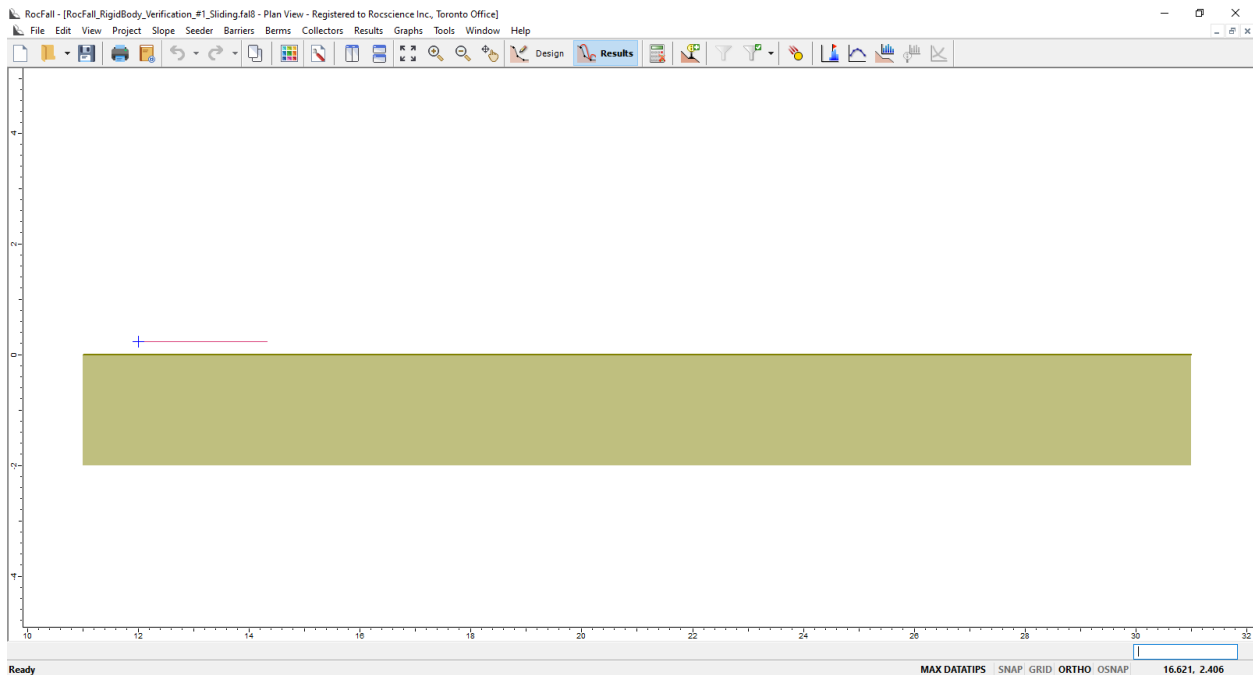 RocFall - [RocFall_RigidBody_Verification_#1_Sliding.fal8 - Plan View - Registered to Rocscience Inc., Toronto Office]
File Edit View Project Slope Seeder Barriers Berms Collectors Results Graphs Tools Window Help
Design Results
4
2
0
-2
-4
10 12 14 16 18 20 22 24 26 28 30 32
Ready MAX DATATIPS SNAP GRID ORTHO OSNAP 16.621, 2.406